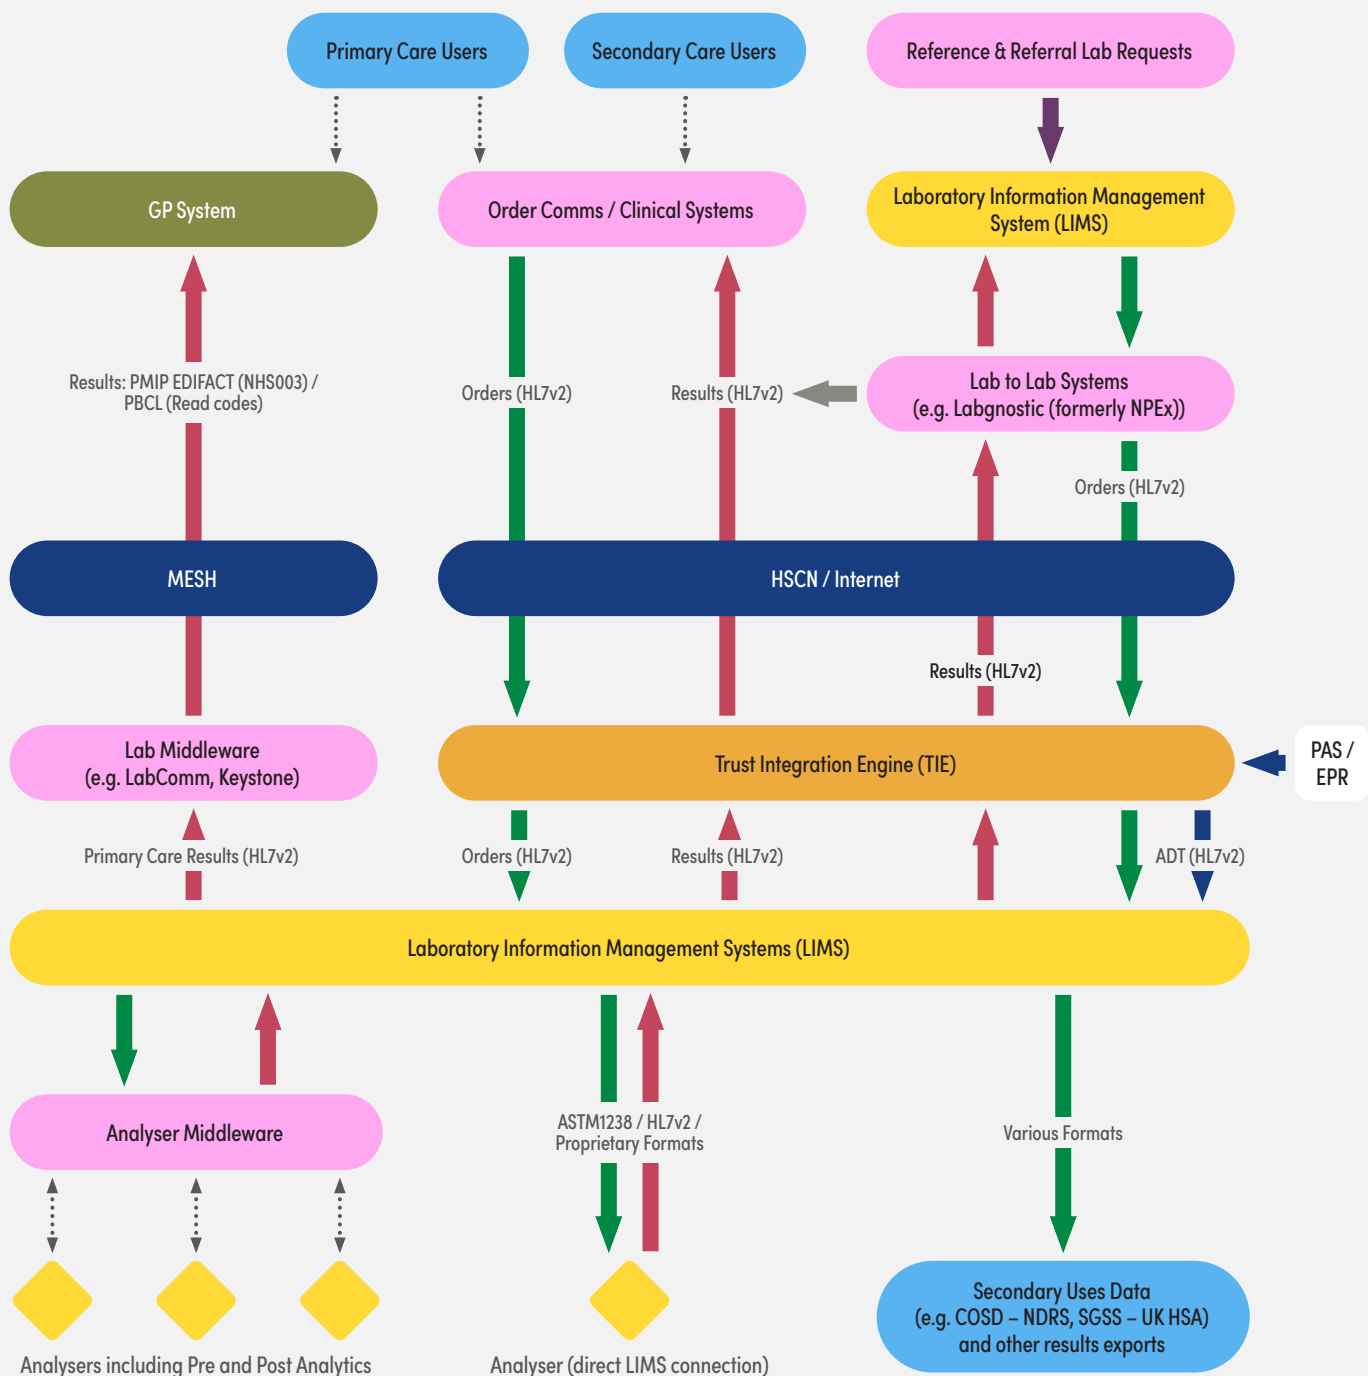 Primary Care Users
Secondary Care Users
Reference & Referral Lab Requests
GP System
Order Comms / Clinical Systems
Laboratory Information Management
System (LIMS)
Results: PMIP EDIFACT (NHS003) /
PBCL (Read codes)
Orders (HL7v2)
Results (HL7v2)
Lab to Lab Systems
(e.g. Labgnostic (formerly NPEx))
Orders (HL7v2)
MESH
HSCN / Internet
Results (HL7v2)
Lab Middleware
(e.g. LabComm, Keystone)
Trust Integration Engine (TIE)
PAS /
EPR
Primary Care Results (HL7v2)
Orders (HL7v2)
Results (HL7v2)
ADT (HL7v2)
Laboratory Information Management Systems (LIMS)
Analyser Middleware
ASTM1238 / HL7v2 /
Proprietary Formats
Various Formats
Analysers including Pre and Post Analytics
Analyser (direct LIMS connection)
Secondary Uses Data
(e.g. COSD – NDRS, SGSS – UK HSA)
and other results exports